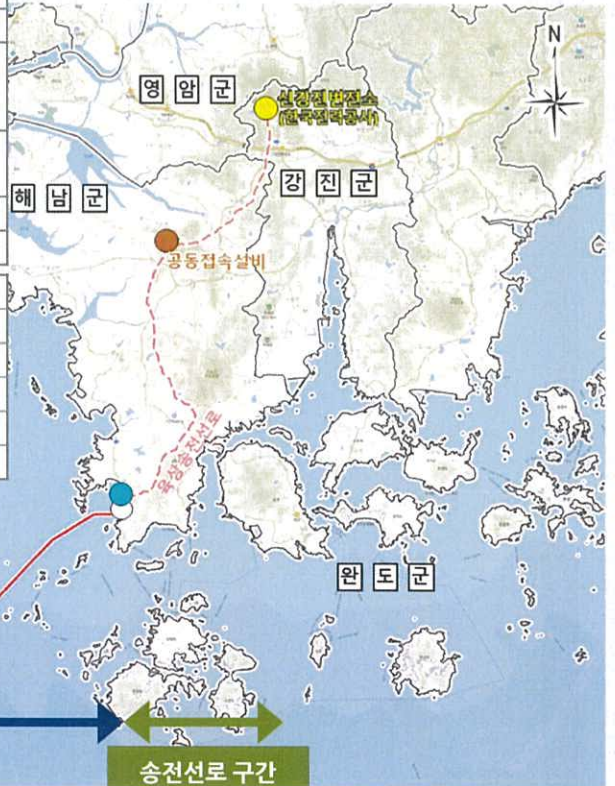 N
영암군
신강진변전소
(한국전력공사)
강진군
해남군
공동접속설비
육상송전선로
완도군
송전선로 구간